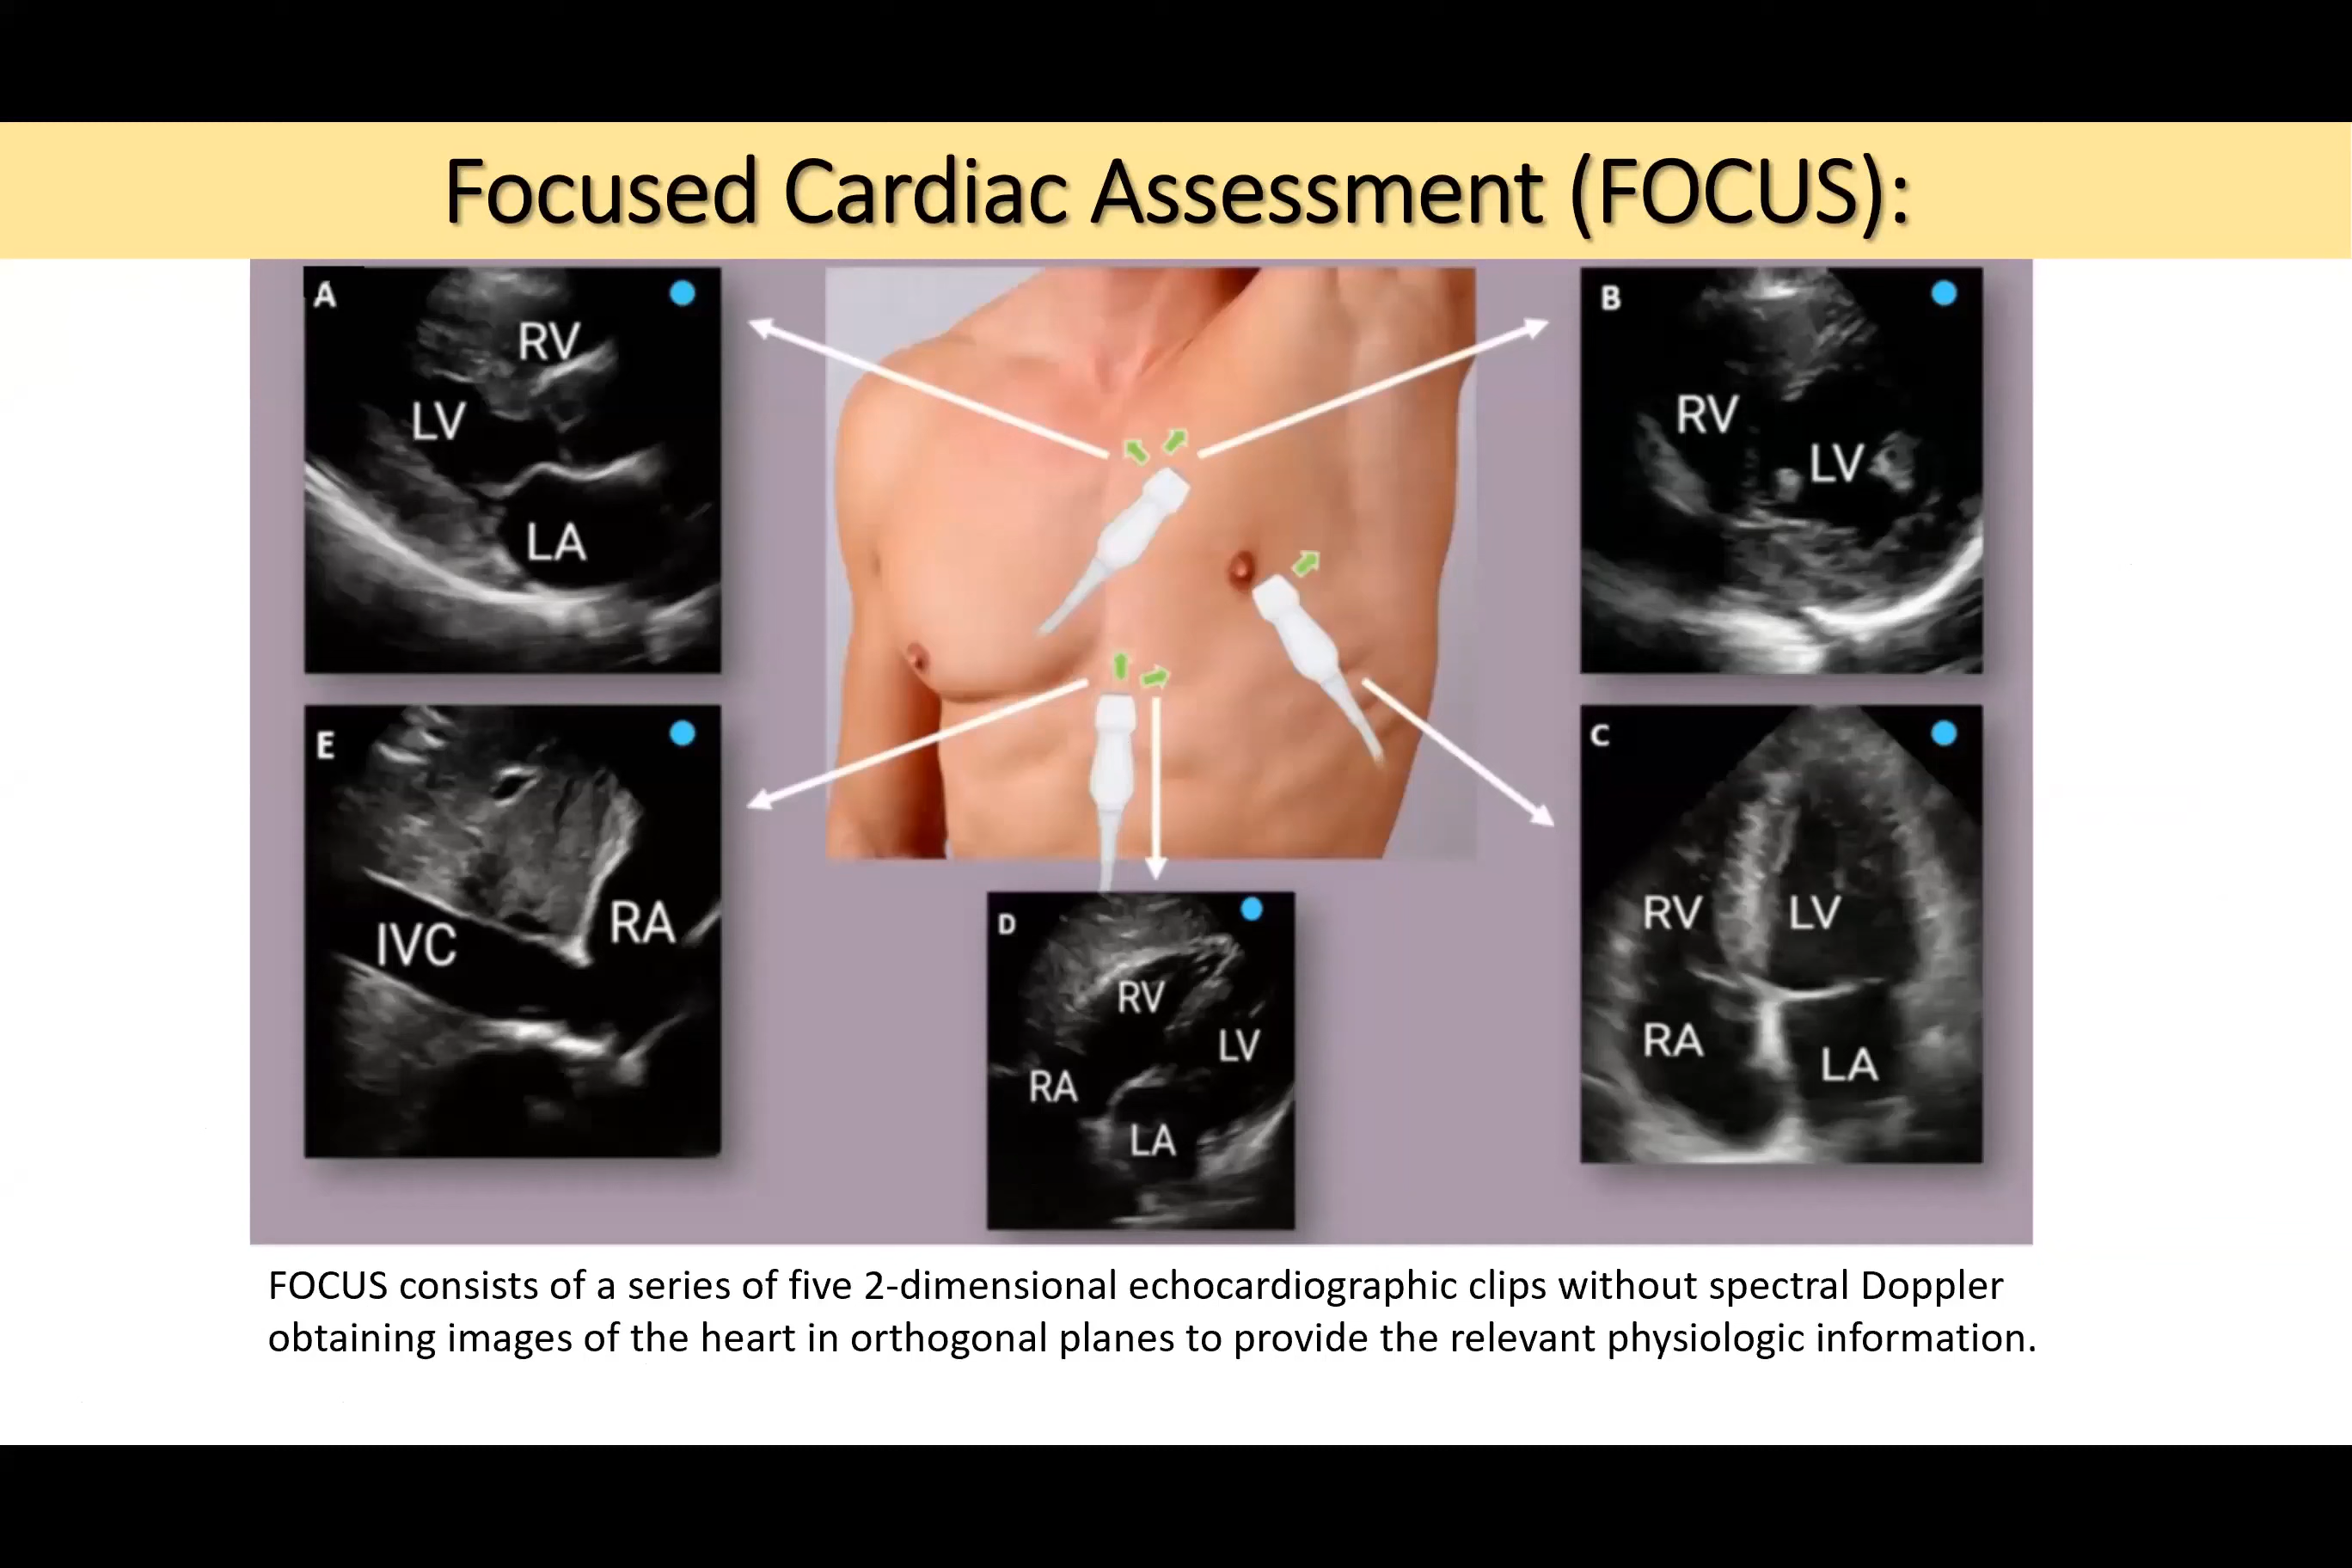 Focused Cardiac Assessment (FOCUS):
A
RV
LV
LA
B
RV
LV
E
IVC
RA
D
RV
LV
RA
LA
C
RV
LV
RA
LA
FOCUS consists of a series of five 2-dimensional echocardiographic clips without spectral Doppler
obtaining images of the heart in orthogonal planes to provide the relevant physiologic information.